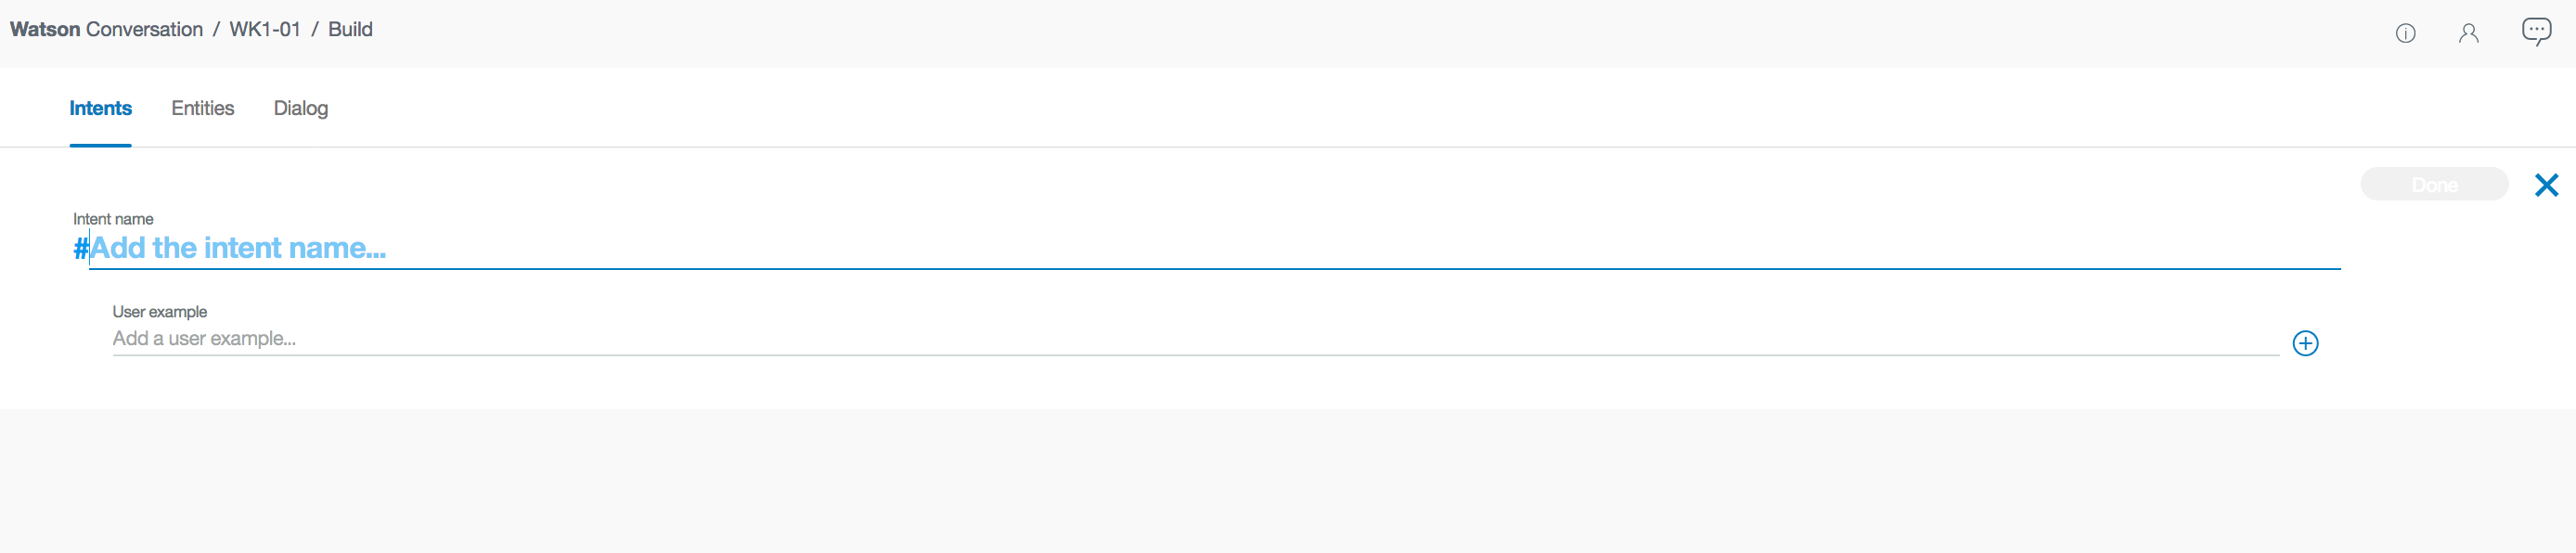 Watson Conversation / WK1-01 / Build
Intents Entities Dialog
Done
Intent name
#Add the intent name...
User example
Add a user example...